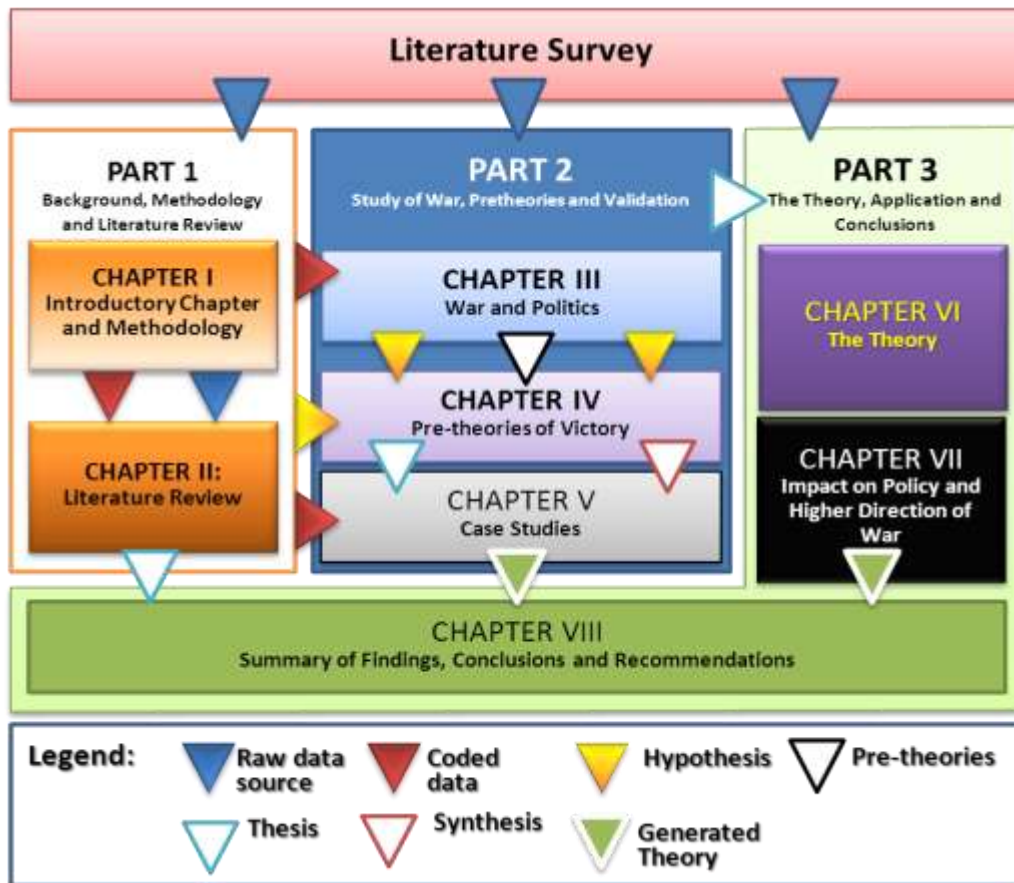 Literature Survey
PART 1
Background, Methodology
and Literature Review
CHAPTER I
Introductory Chapter
and Methodology
CHAPTER II:
Literature Review
PART 2
Study of War, Pretheories and Validation
CHAPTER III
War and Politics
CHAPTER IV
Pre-theories of Victory
CHAPTER V
Case Studies
PART 3
The Theory, Application and
Conclusions
CHAPTER VI
The Theory
CHAPTER VII
Impact on Policy and
Higher Direction of
War
CHAPTER VIII
Summary of Findings, Conclusions and Recommendations
Legend:
Raw data
source
Coded
data
Hypothesis
Pre-theories
Thesis
Synthesis
Generated
Theory